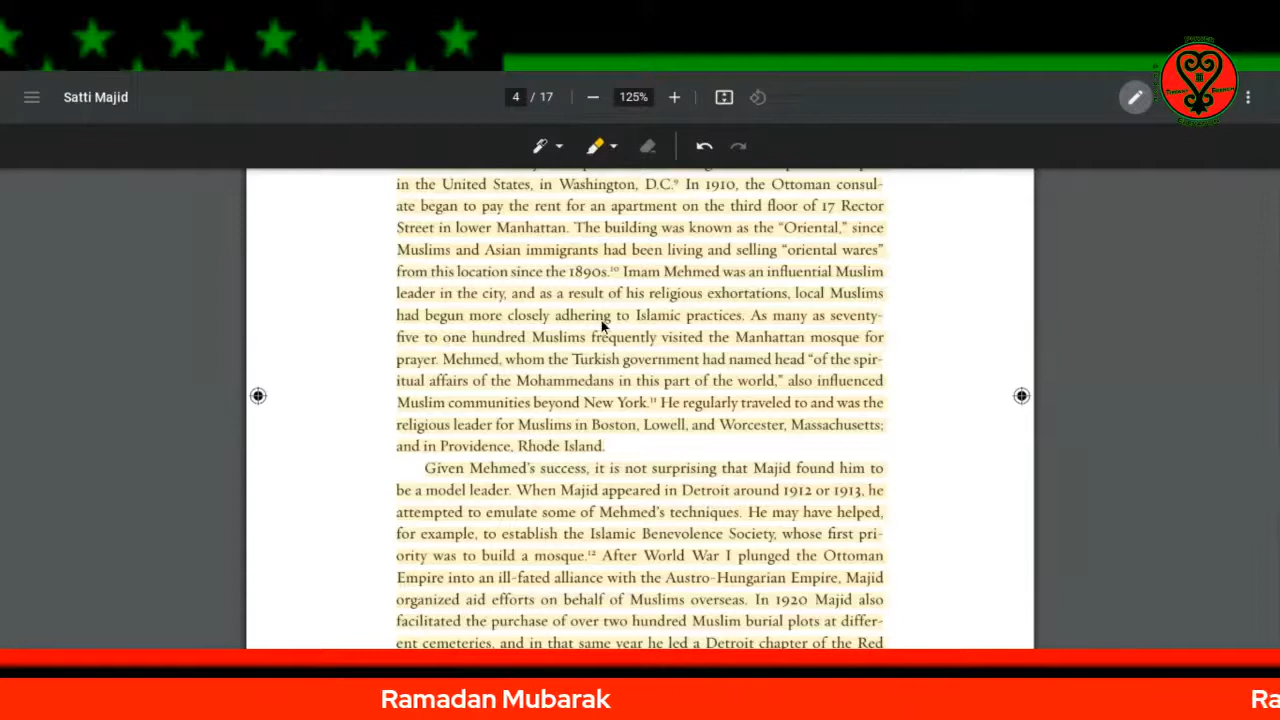 Satti Majid
4 / 17
125%
in the United States, in Washington, D.C.⁹ In 1910, the Ottoman consul-
ate began to pay the rent for an apartment on the third floor of 17 Rector
Street in lower Manhattan. The building was known as the “Oriental,” since
Muslims and Asian immigrants had been living and selling “oriental wares”
from this location since the 1890s.¹⁰ Imam Mehmed was an influential Muslim
leader in the city, and as a result of his religious exhortations, local Muslims
had begun more closely adhering to Islamic practices. As many as seventy-
five to one hundred Muslims frequently visited the Manhattan mosque for
prayer. Mehmed, whom the Turkish government had named head “of the spir-
itual affairs of the Mohammedans in this part of the world,” also influenced
Muslim communities beyond New York.¹¹ He regularly traveled to and was the
religious leader for Muslims in Boston, Lowell, and Worcester, Massachusetts;
and in Providence, Rhode Island.
Given Mehmed’s success, it is not surprising that Majid found him to
be a model leader. When Majid appeared in Detroit around 1912 or 1913, he
attempted to emulate some of Mehmed’s techniques. He may have helped,
for example, to establish the Islamic Benevolence Society, whose first pri-
ority was to build a mosque.¹² After World War I plunged the Ottoman
Empire into an ill-fated alliance with the Austro-Hungarian Empire, Majid
organized aid efforts on behalf of Muslims overseas. In 1920 Majid also
facilitated the purchase of over two hundred Muslim burial plots at differ-
ent cemeteries, and in that same year he led a Detroit chapter of the Red
Ramadan Mubarak
Ra